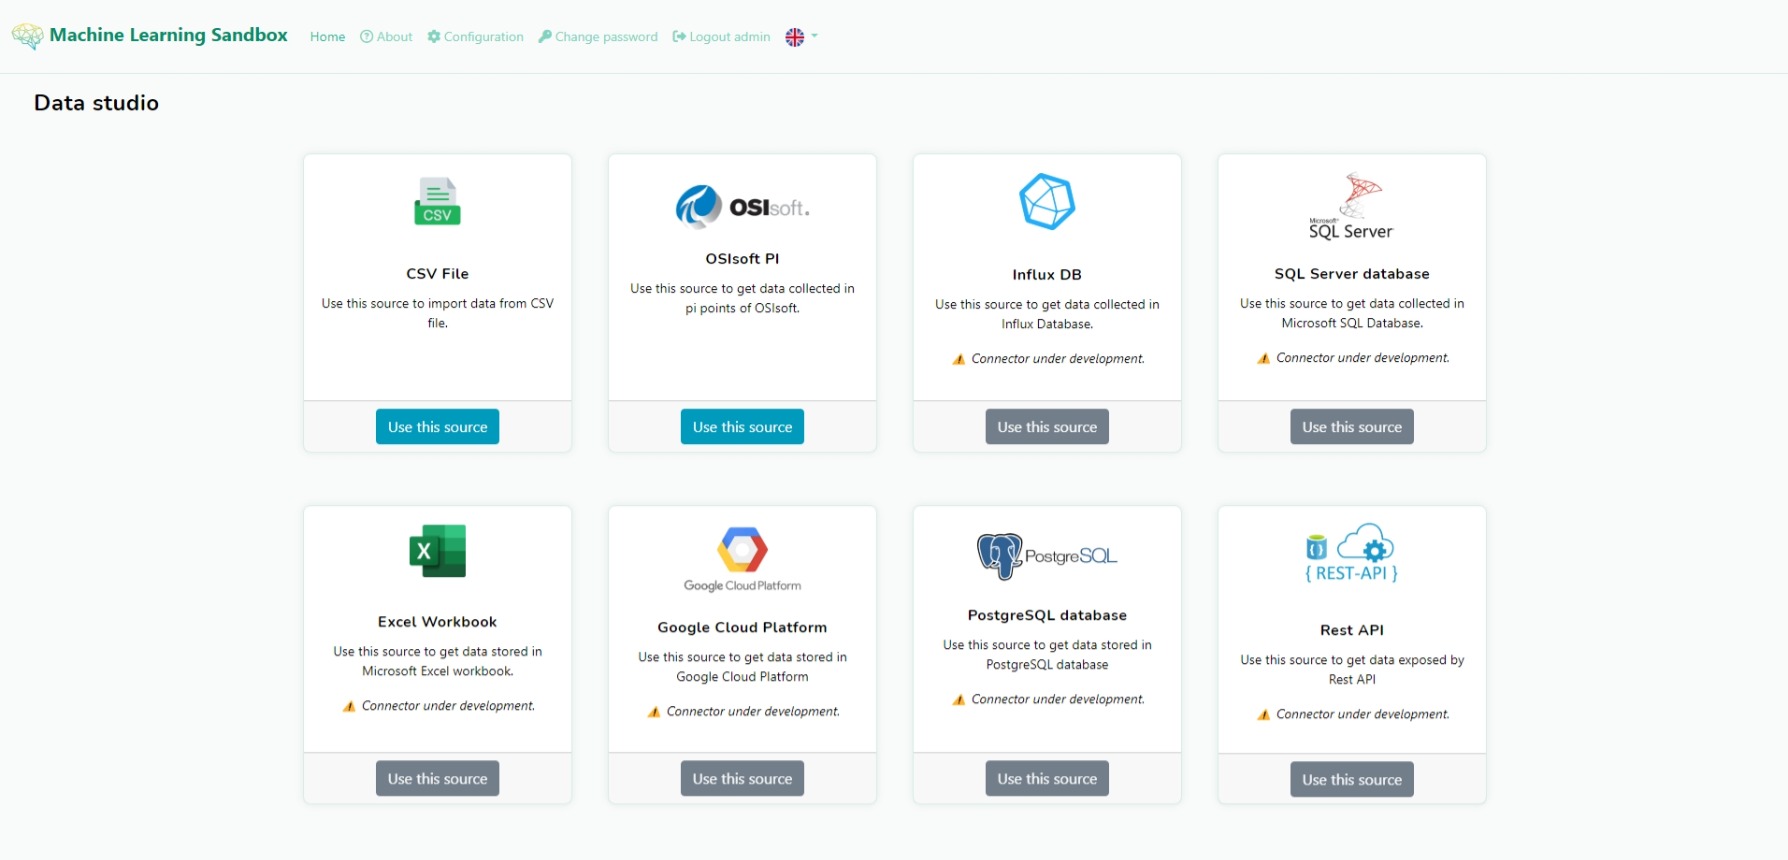 Machine Learning Sandbox Home About Configuration Change password Logout admin
Data studio
CSV
CSV File
Use this source to import data from CSV
file.
Use this source
OSIsoft.
OSIsoft PI
Use this source to get data collected in
pi points of OSIsoft.
Use this source
Influx DB
Use this source to get data collected in
Influx Database.
Connector under development.
Use this source
Microsoft®
SQL Server
SQL Server database
Use this source to get data collected in
Microsoft SQL Database.
Connector under development.
Use this source
X
Excel Workbook
Use this source to get data stored in
Microsoft Excel workbook.
Connector under development.
Use this source
Google Cloud Platform
Google Cloud Platform
Use this source to get data stored in
Google Cloud Platform
Connector under development.
Use this source
PostgreSQL
PostgreSQL database
Use this source to get data stored in
PostgreSQL database
Connector under development.
Use this source
{ REST-API }
Rest API
Use this source to get data exposed by
Rest API
Connector under development.
Use this source